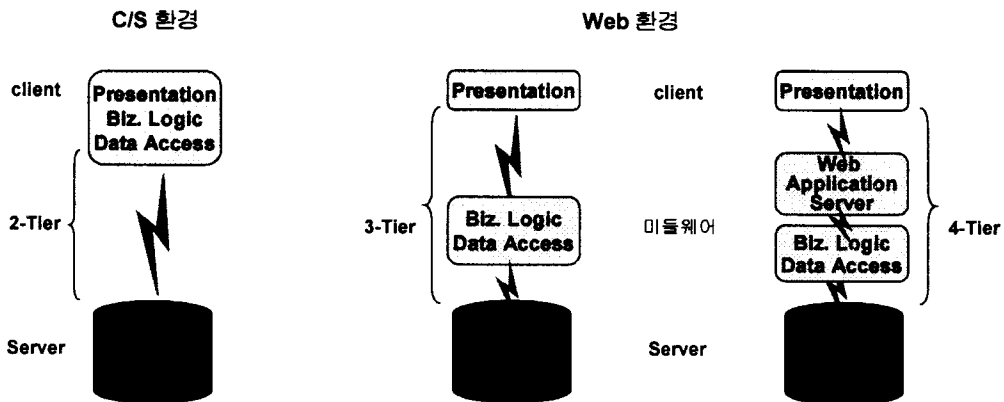 C/S 환경
Web 환경
client
Presentation
Biz. Logic
Data Access
2-Tier
Server
Presentation
3-Tier
Biz. Logic
Data Access
client
미들웨어
Server
Presentation
Web
Application
Server
Biz. Logic
Data Access
4-Tier